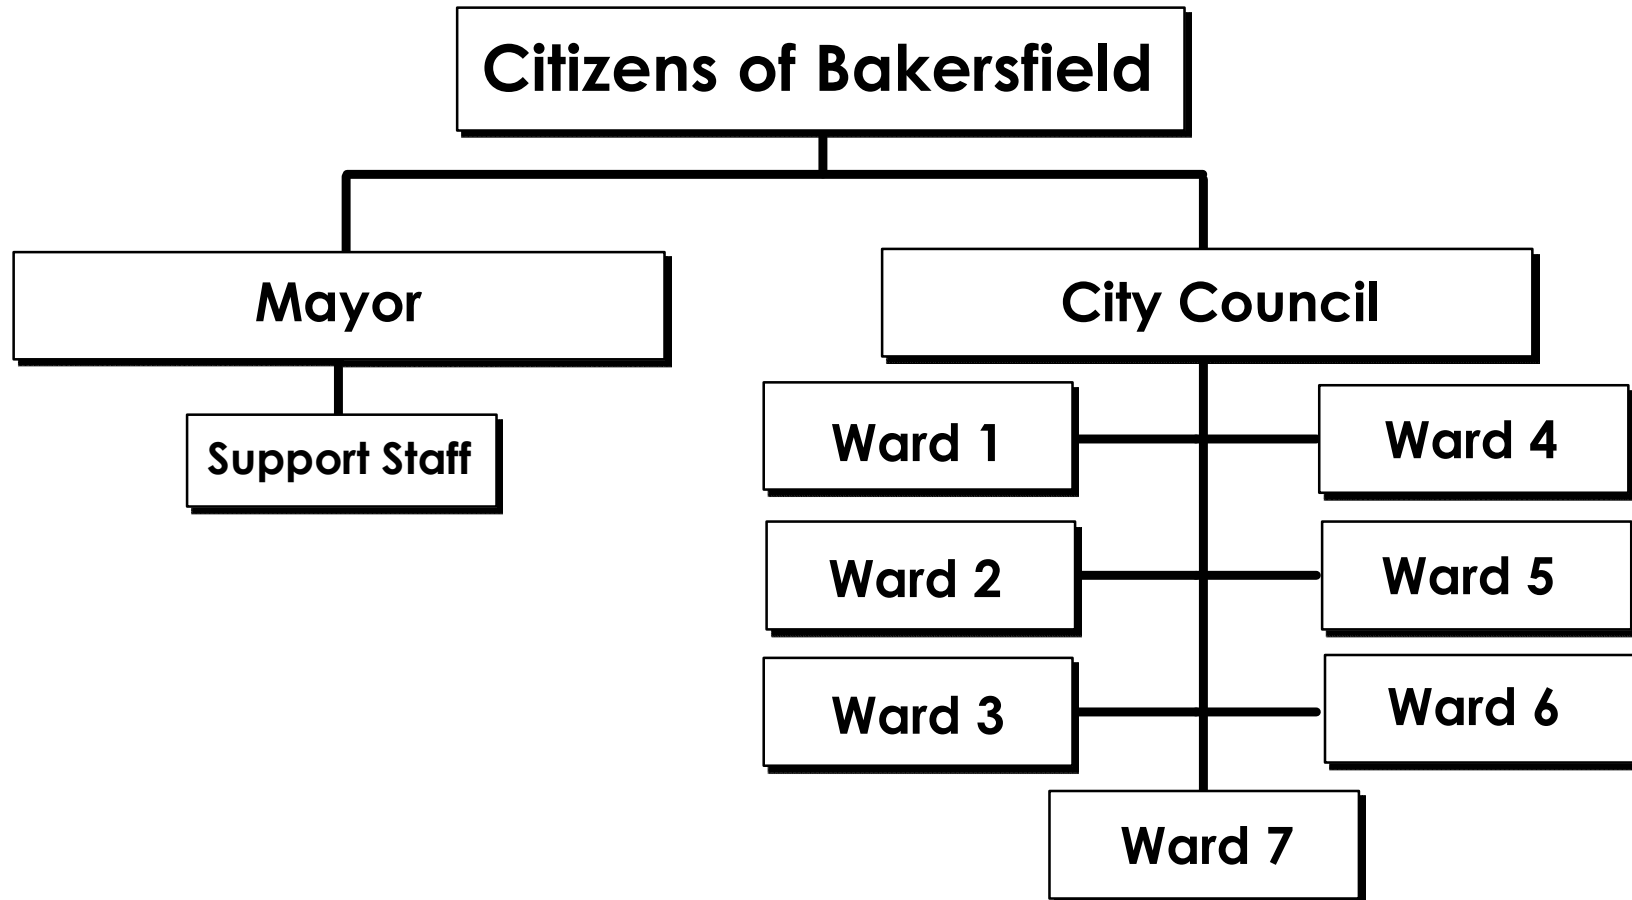 Citizens of Bakersfield
Mayor
City Council
Support Staff
Ward 1
Ward 4
Ward 2
Ward 5
Ward 3
Ward 6
Ward 7